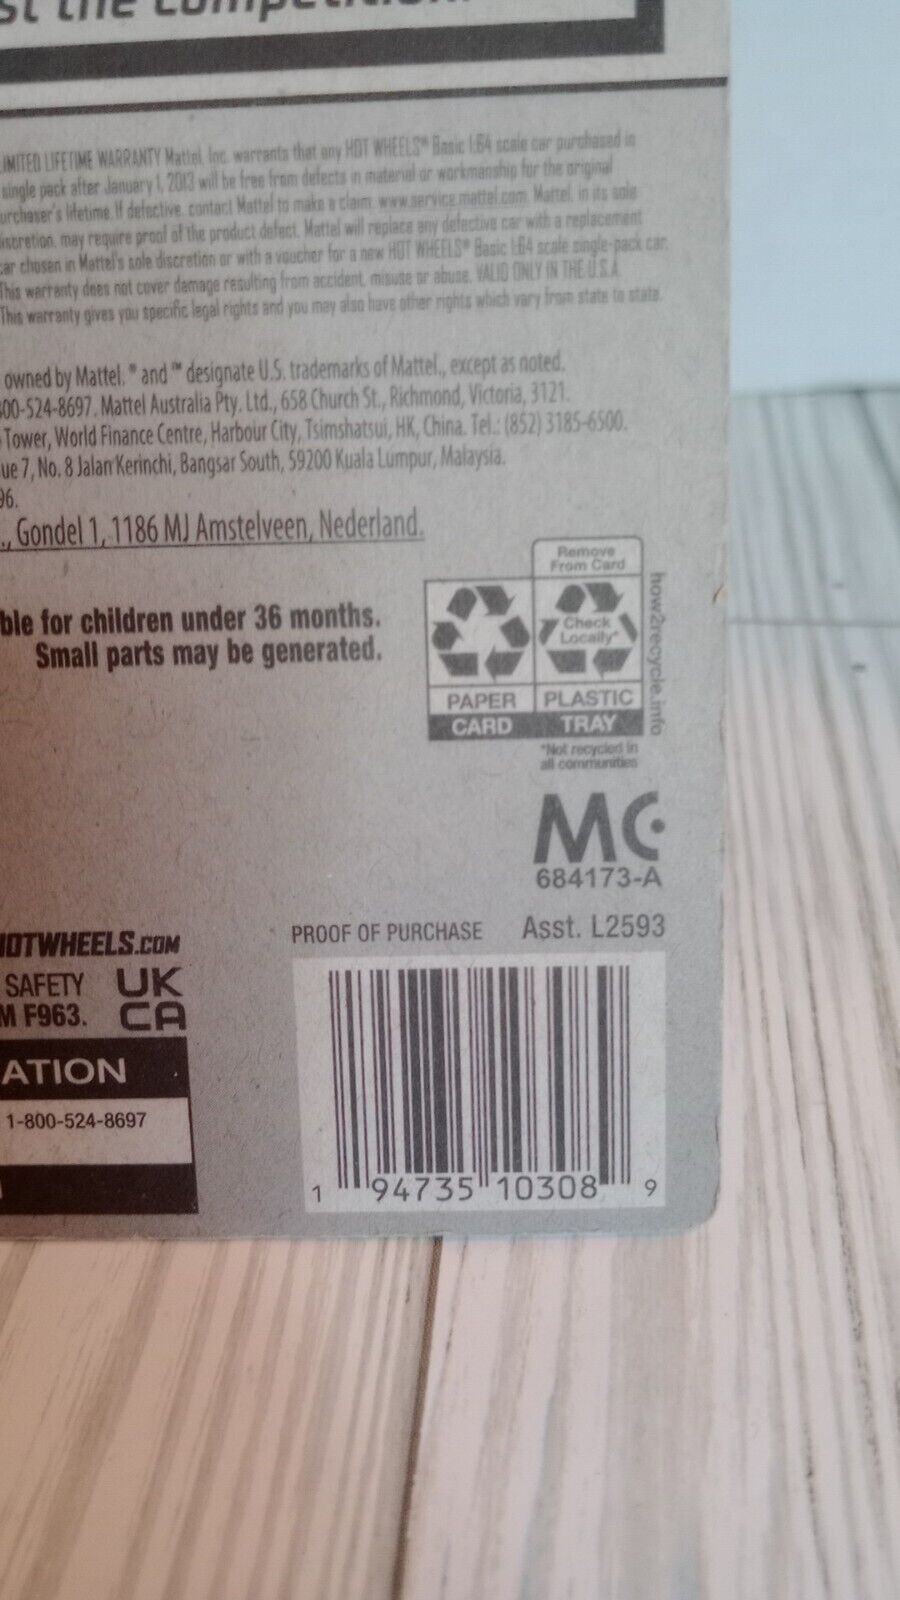 st the competition.
LIMITED LIFETIME WARRANTY Mattel, Inc. warrants that any HOT WHEELS® Basic 1:64 scale car purchased in
single pack after January 1, 2013 will be free from defects in material or workmanship for the original
urchaser's lifetime. If defective, contact Mattel to make a claim: www.service.mattel.com. Mattel, in its sole
iscretion, may require proof of the product defect. Mattel will replace any defective car with a replacement
car chosen in Mattel's sole discretion or with a voucher for a new HOT WHEELS® Basic 1:64 scale single-pack car.
This warranty does not cover damage resulting from accident, misuse or abuse. VALID ONLY IN THE U.S.A.
This warranty gives you specific legal rights and you may also have other rights which vary from state to state.
owned by Mattel. ® and ™ designate U.S. trademarks of Mattel., except as noted.
00-524-8697. Mattel Australia Pty. Ltd., 658 Church St., Richmond, Victoria, 3121.
Tower, World Finance Centre, Harbour City, Tsimshatsui, HK, China. Tel.: (852) 3185-6500.
ue 7, No. 8 Jalan Kerinchi, Bangsar South, 59200 Kuala Lumpur, Malaysia.
96.
., Gondel 1, 1186 MJ Amstelveen, Nederland.
ble for children under 36 months.
Small parts may be generated.
Remove
From Card
Check
Locally*
PAPER
PLASTIC
CARD
TRAY
how2recycle.info
*Not recycled in
all communities
MC
684173-A
PROOF OF PURCHASE
Asst. L2593
HOTWHEELS.COM
SAFETY
M F963.
UK
CA
ATION
1-800-524-8697
1 94735 10308 9